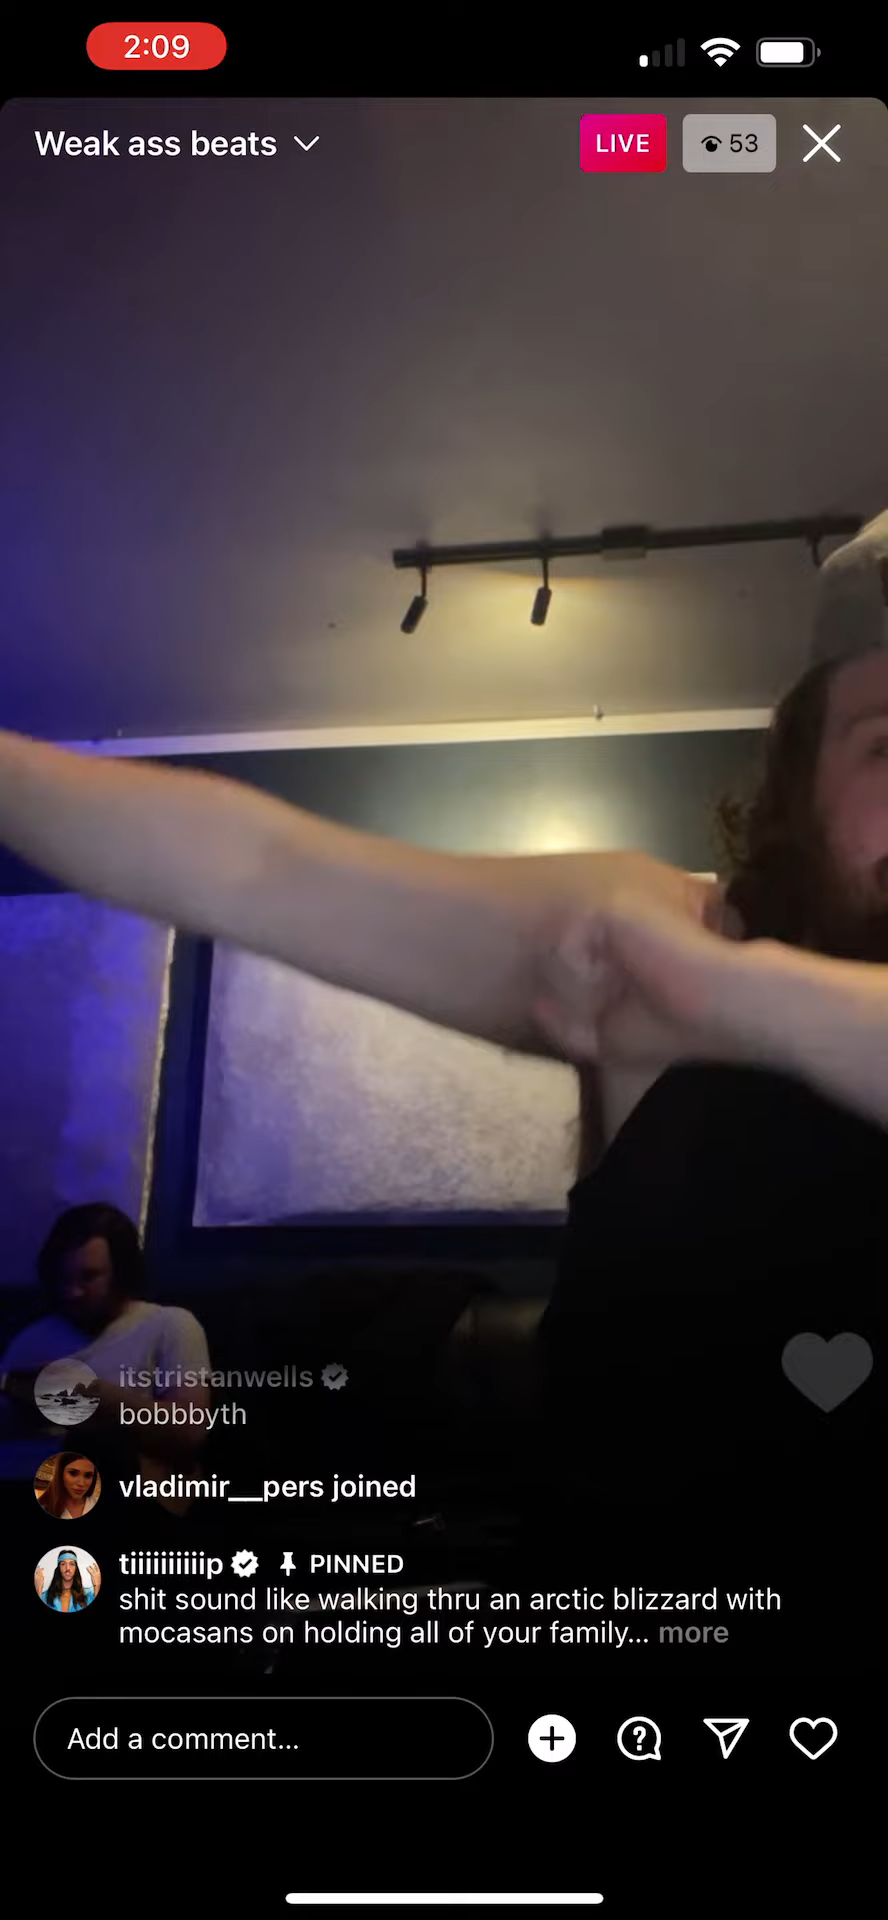 2:09
Weak ass beats
LIVE
53
itstristanwells
bobbbyth
vladimir__pers joined
tiiiiiiiiiip PINNED
shit sound like walking thru an arctic blizzard with
mocasans on holding all of your family... more
Add a comment...